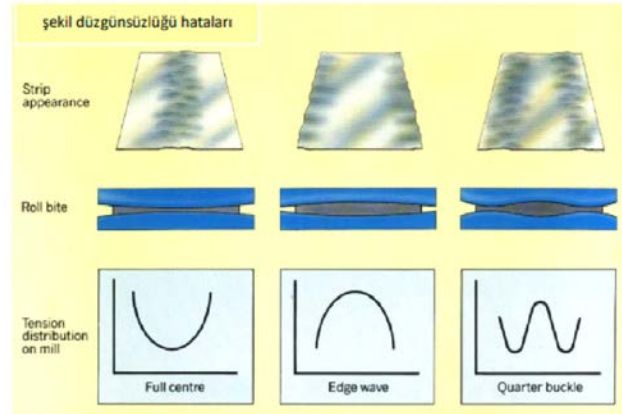 şekil düzgünsüzlüğü hataları
Strip
appearance
Roll bite
Tension
distribution
on mill
Full centre
Edge wave
Quarter buckle